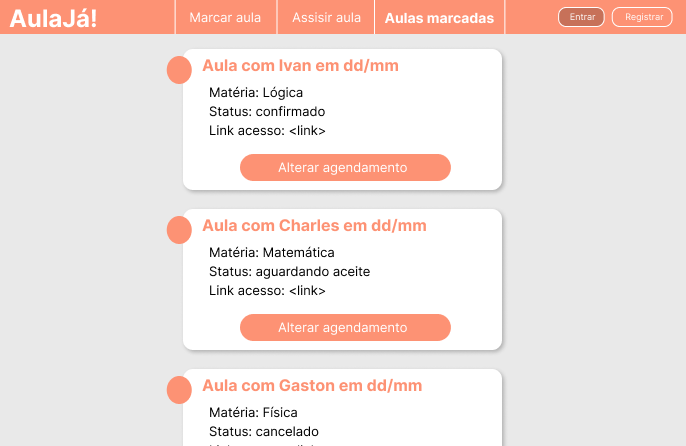 AulaJá!
Marcar aula
Assisir aula
Aulas marcadas
Entrar
Registrar
Aula com Ivan em dd/mm
Matéria: Lógica
Status: confirmado
Link acesso: <link>
Alterar agendamento
Aula com Charles em dd/mm
Matéria: Matemática
Status: aguardando aceite
Link acesso: <link>
Alterar agendamento
Aula com Gaston em dd/mm
Matéria: Física
Status: cancelado